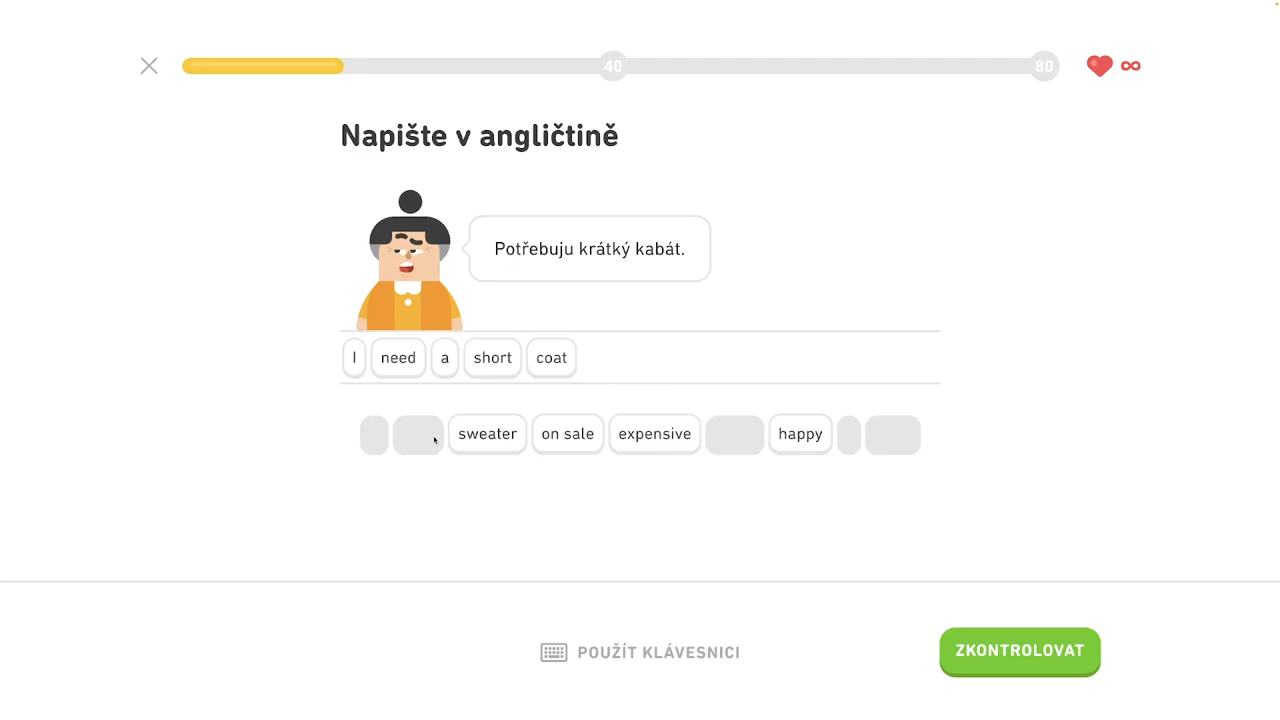 40 80 ∞
Napište v angličtině
Potřebuju krátký kabát.
I need a short coat
sweater on sale expensive happy
POUŽÍT KLÁVESNICI ZKONTROLOVAT